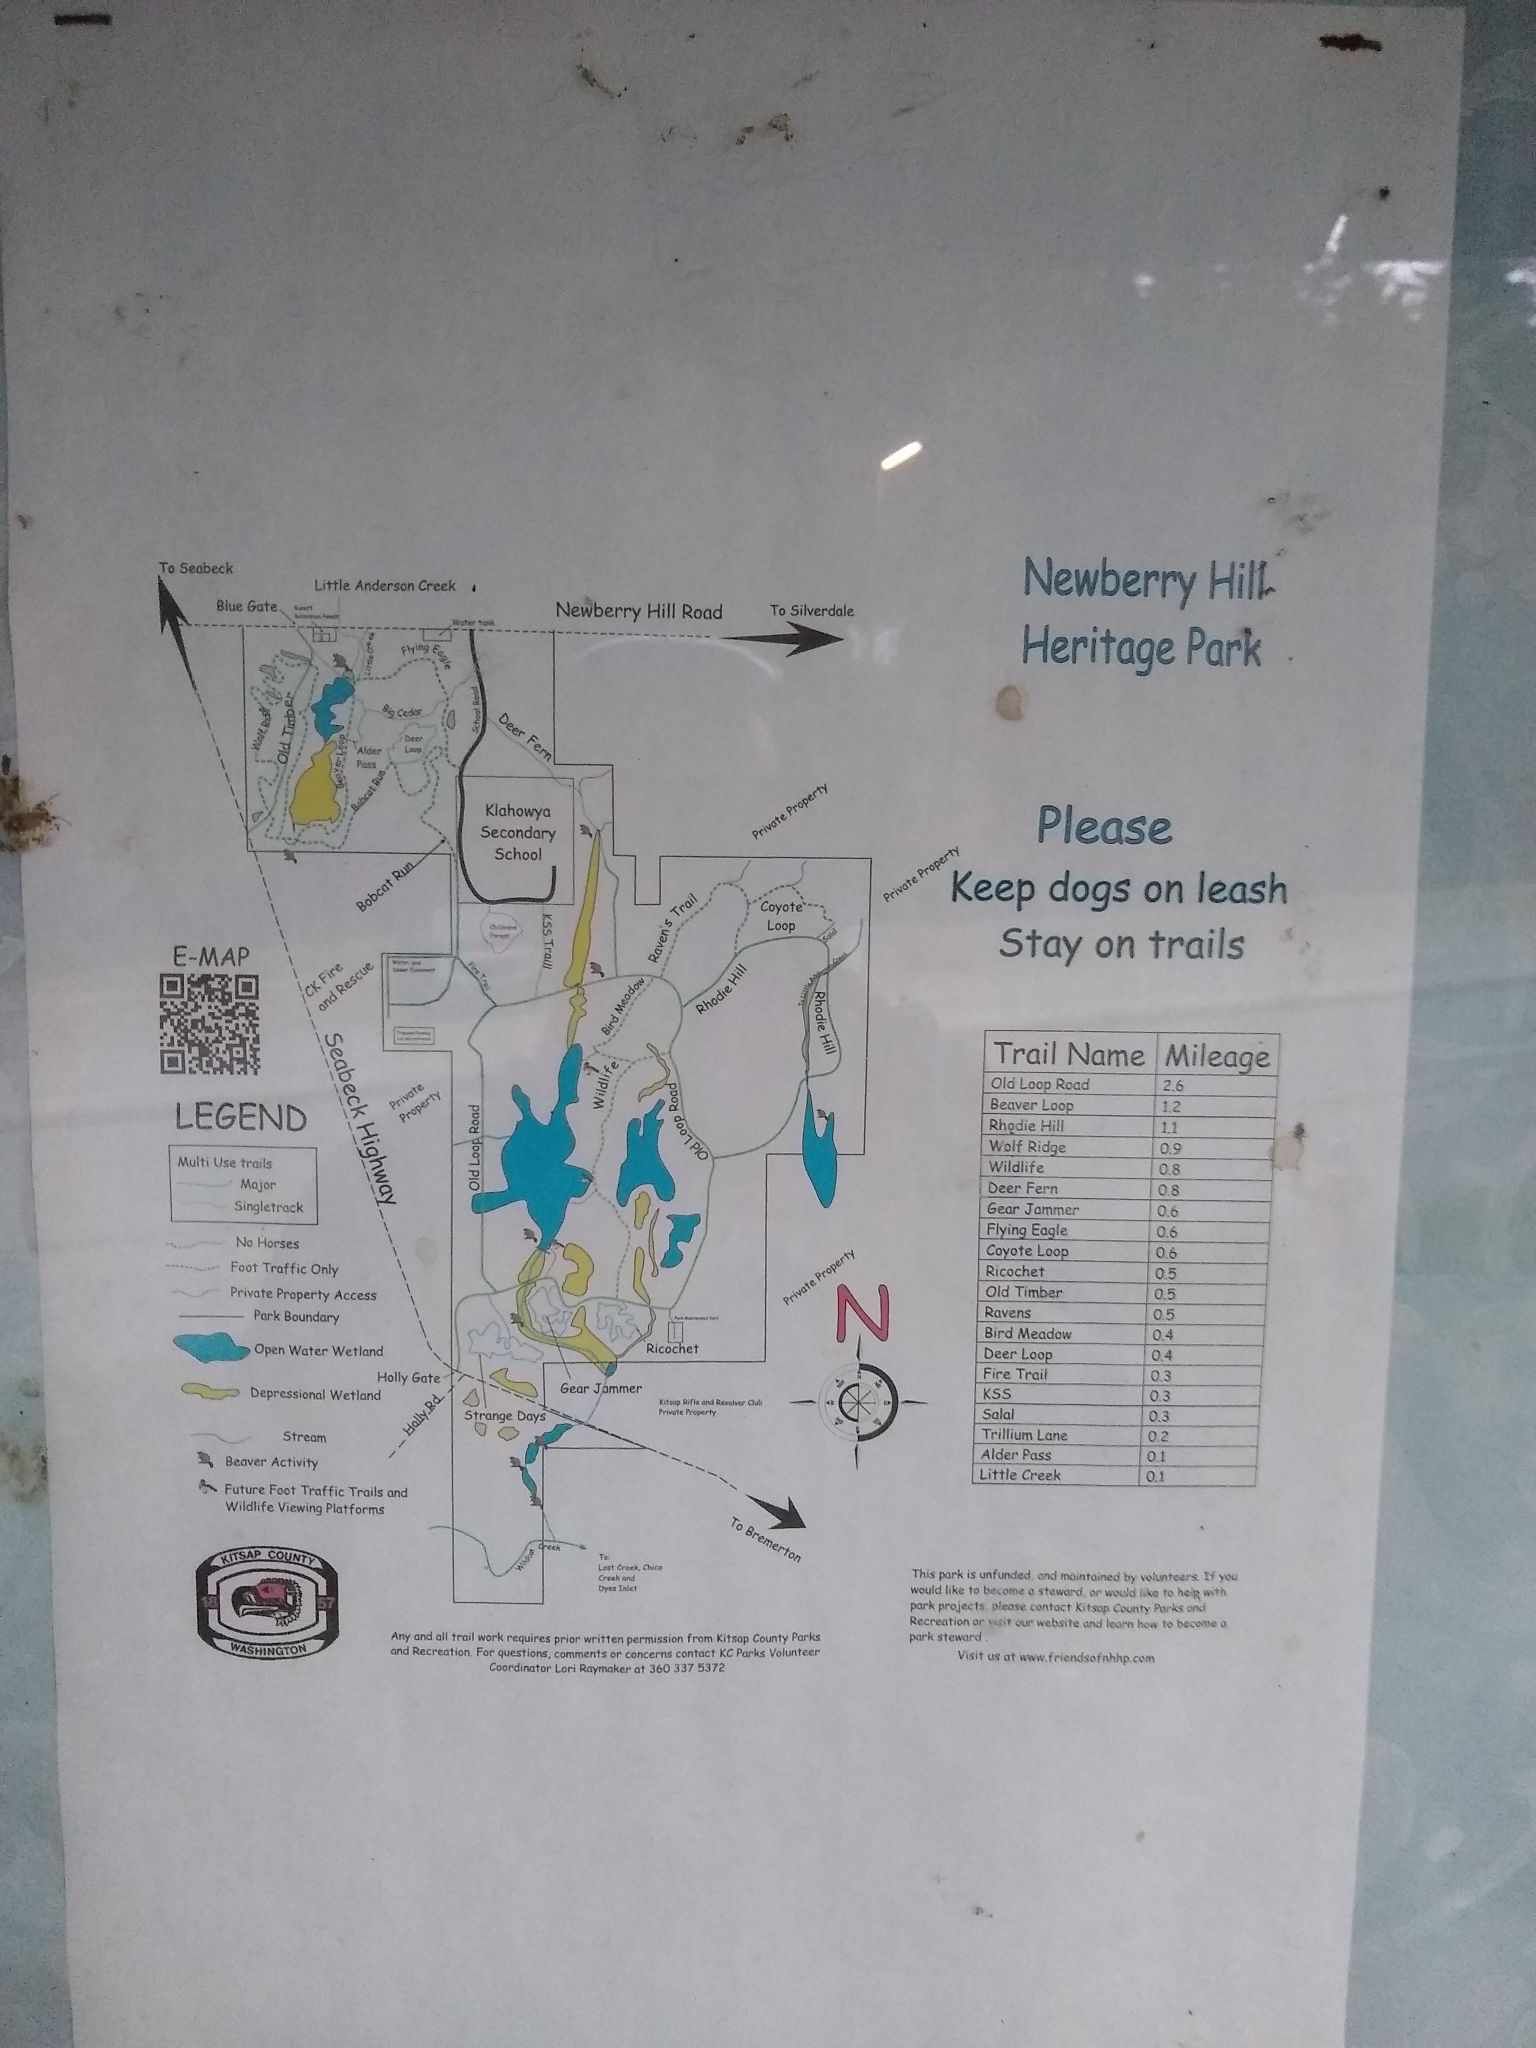 To Seabeck
Little Anderson Creek
Blue Gate
Water tank
Newberry Hill Road
To Silverdale
Newberry Hill
Heritage Park
Little Creek
Flying Eagle
Old Timber
Big Cedar
School Road
Deer Fern
Beaver Loop
Alder
Pass
Deer
Loop
Bobcat Run
Klahowya
Secondary
School
Bobcat Run
Private Property
Private Property
Please
Keep dogs on leash
Stay on trails
Raven's Trail
Coyote
Loop
Salal
Childrens
Forest
KSS Traill
Fire Trail
Rhodie Hill
Rhodie Hill
Bird Meadow
Wildlife
Old Loop Road
Old Loop Road
E-MAP
CK Fire
and Rescue
Seabeck Highway
Private
Property
Private Property
N
LEGEND
Multi Use trails
Major
Singletrack
No Horses
Foot Traffic Only
Private Property Access
Park Boundary
Open Water Wetland
Depressional Wetland
Stream
Beaver Activity
Future Foot Traffic Trails and
Wildlife Viewing Platforms
Holly Gate
Holly Rd
Ricochet
Gear Jammer
Strange Days
Kitsap Rifle and Revolver Club
Private Property
To Bremerton
Wildcat Creek
To:
Lost Creek, Chico
Creek and
Dyes Inlet
Trail Name Mileage
Old Loop Road 2.6
Beaver Loop 1.2
Rhodie Hill 1.1
Wolf Ridge 0.9
Wildlife 0.8
Deer Fern 0.8
Gear Jammer 0.6
Flying Eagle 0.6
Coyote Loop 0.6
Ricochet 0.5
Old Timber 0.5
Ravens 0.5
Bird Meadow 0.4
Deer Loop 0.4
Fire Trail 0.3
KSS 0.3
Salal 0.3
Trillium Lane 0.2
Alder Pass 0.1
Little Creek 0.1
KITSAP COUNTY
1857
WASHINGTON
Any and all trail work requires prior written permission from Kitsap County Parks
and Recreation. For questions, comments or concerns contact KC Parks Volunteer
Coordinator Lori Raymaker at 360 337 5372
This park is unfunded, and maintained by volunteers. If you
would like to become a steward, or would like to help with
park projects, please contact Kitsap County Parks and
Recreation or visit our website and learn how to become a
park steward.
Visit us at www.friendsofnhhp.com